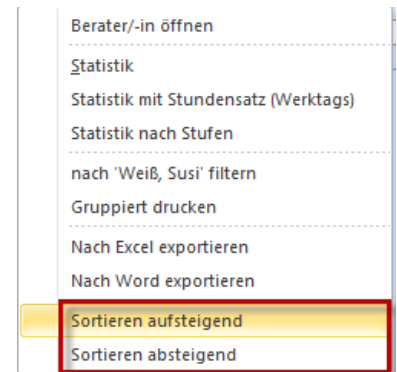 Berater/-in öffnen
Statistik
Statistik mit Stundensatz (Werktags)
Statistik nach Stufen
nach 'Weiß, Susi' filtern
Gruppiert drucken
Nach Excel exportieren
Nach Word exportieren
Sortieren aufsteigend
Sortieren absteigend